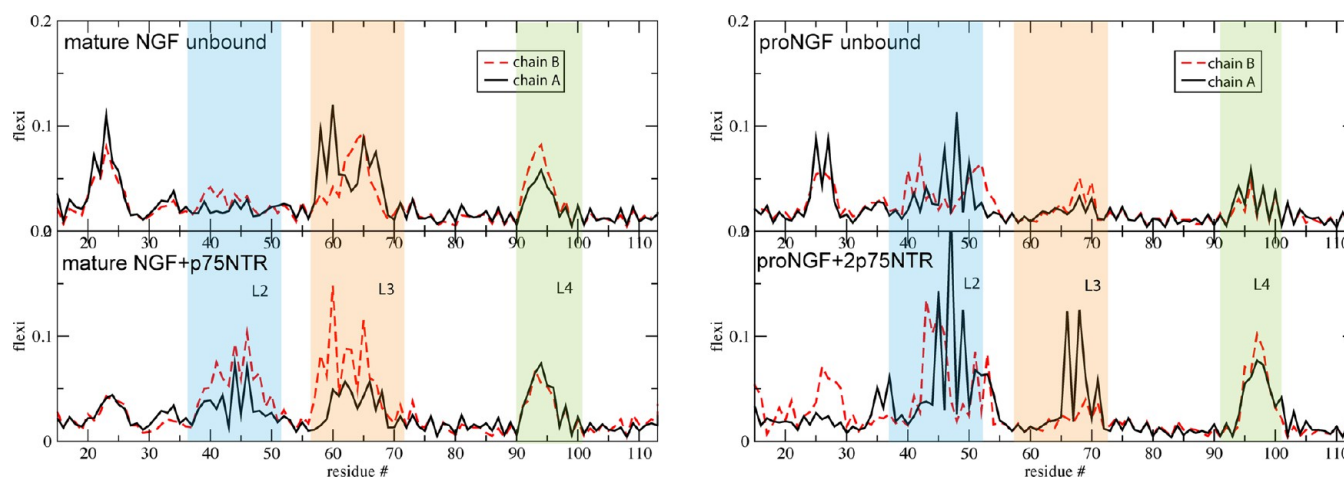 mature NGF unbound
0.2
0.1
0
flexi
chain B
chain A
20 30 40 50 60 70 80 90 100 110
mature NGF+p75NTR
L2 L3 L4
0.2
0.1
0
flexi
20 30 40 50 60 70 80 90 100 110
residue #
proNGF unbound
0.2
0.1
0
flexi
chain B
chain A
20 30 40 50 60 70 80 90 100
proNGF+2p75NTR
L2 L3 L4
0.1
0
flexi
20 30 40 50 60 70 80 90 100
residue #